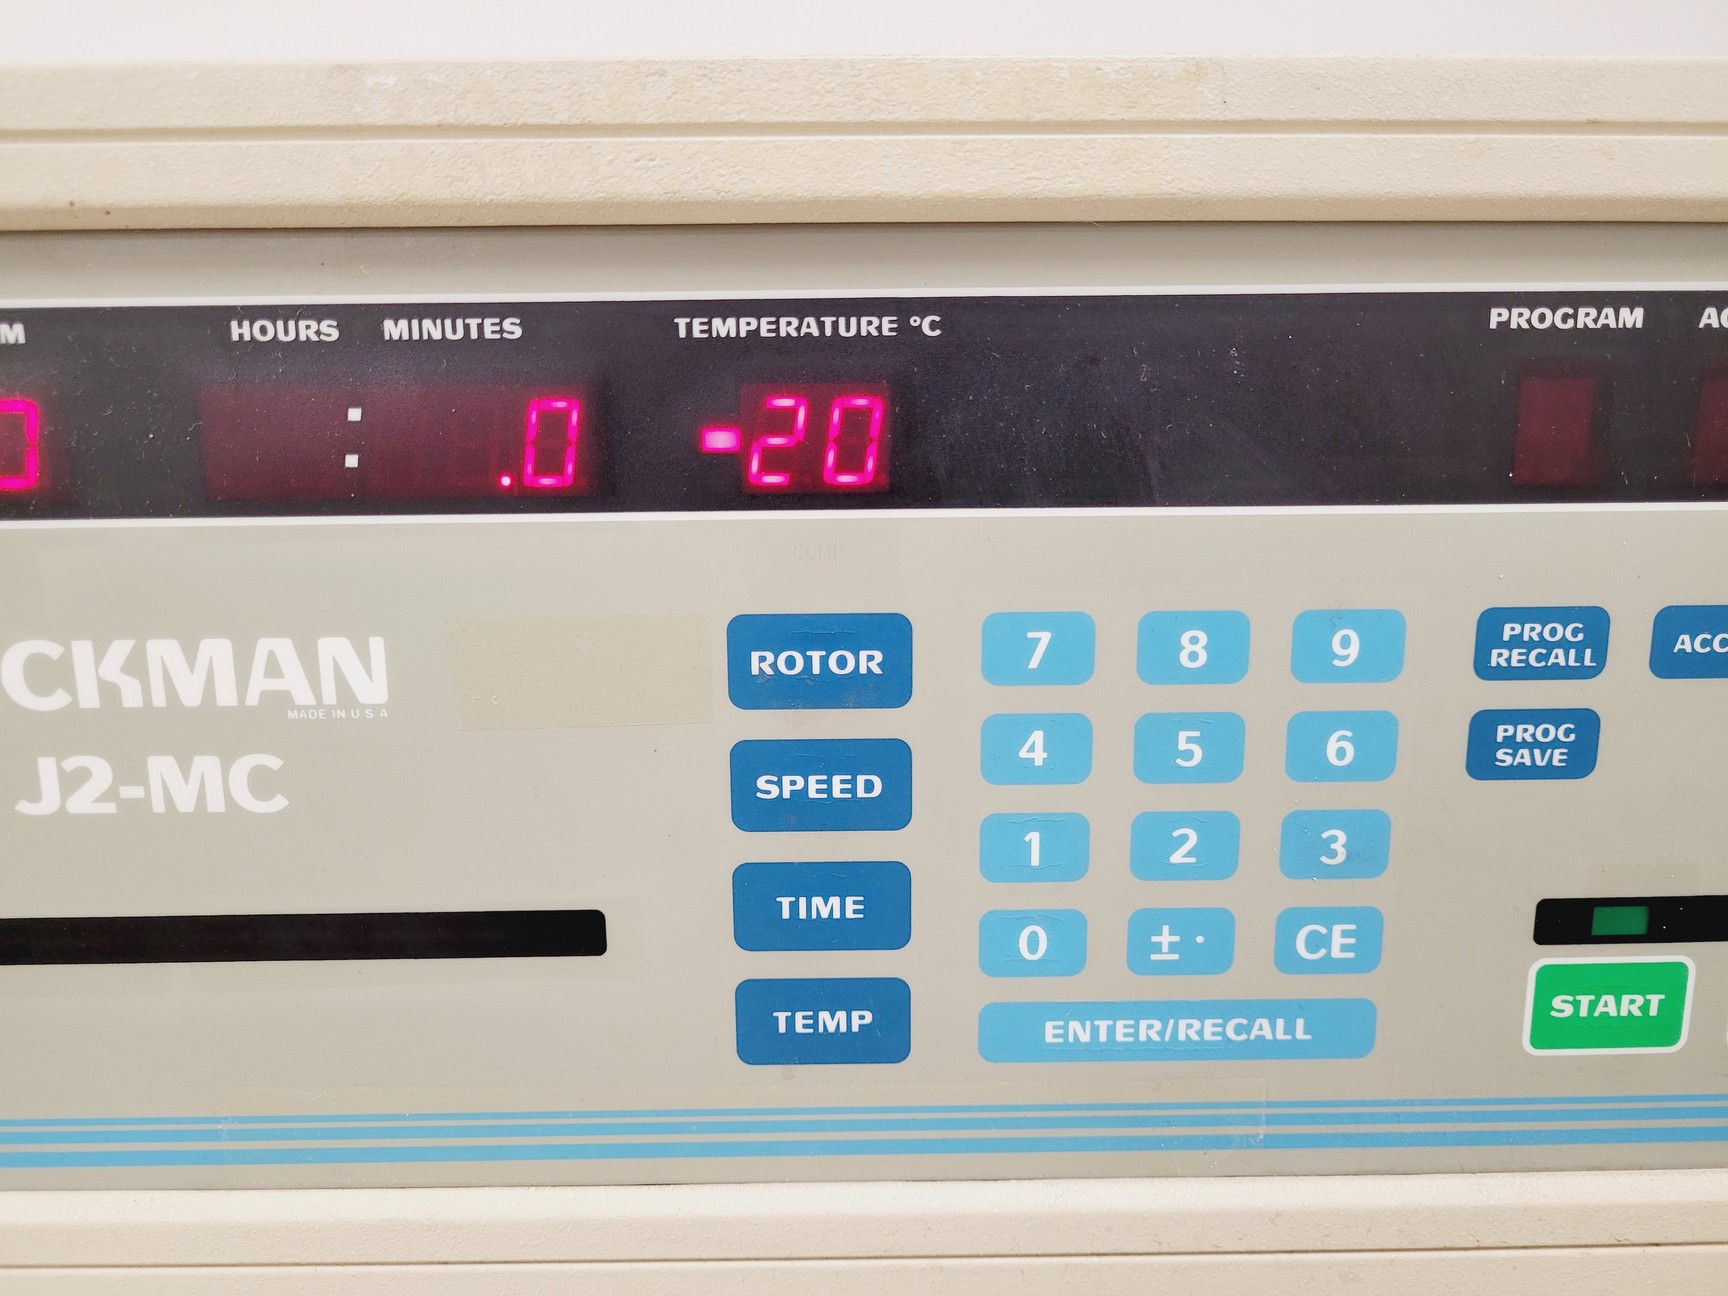 M HOURS MINUTES TEMPERATURE °C PROGRAM AC
0 : .0 -20
CKMAN
MADE IN U S A
J2-MC
ROTOR
SPEED
TIME
TEMP
7 8 9
4 5 6
1 2 3
0 ± · CE
ENTER/RECALL
PROG
RECALL
ACC
PROG
SAVE
START